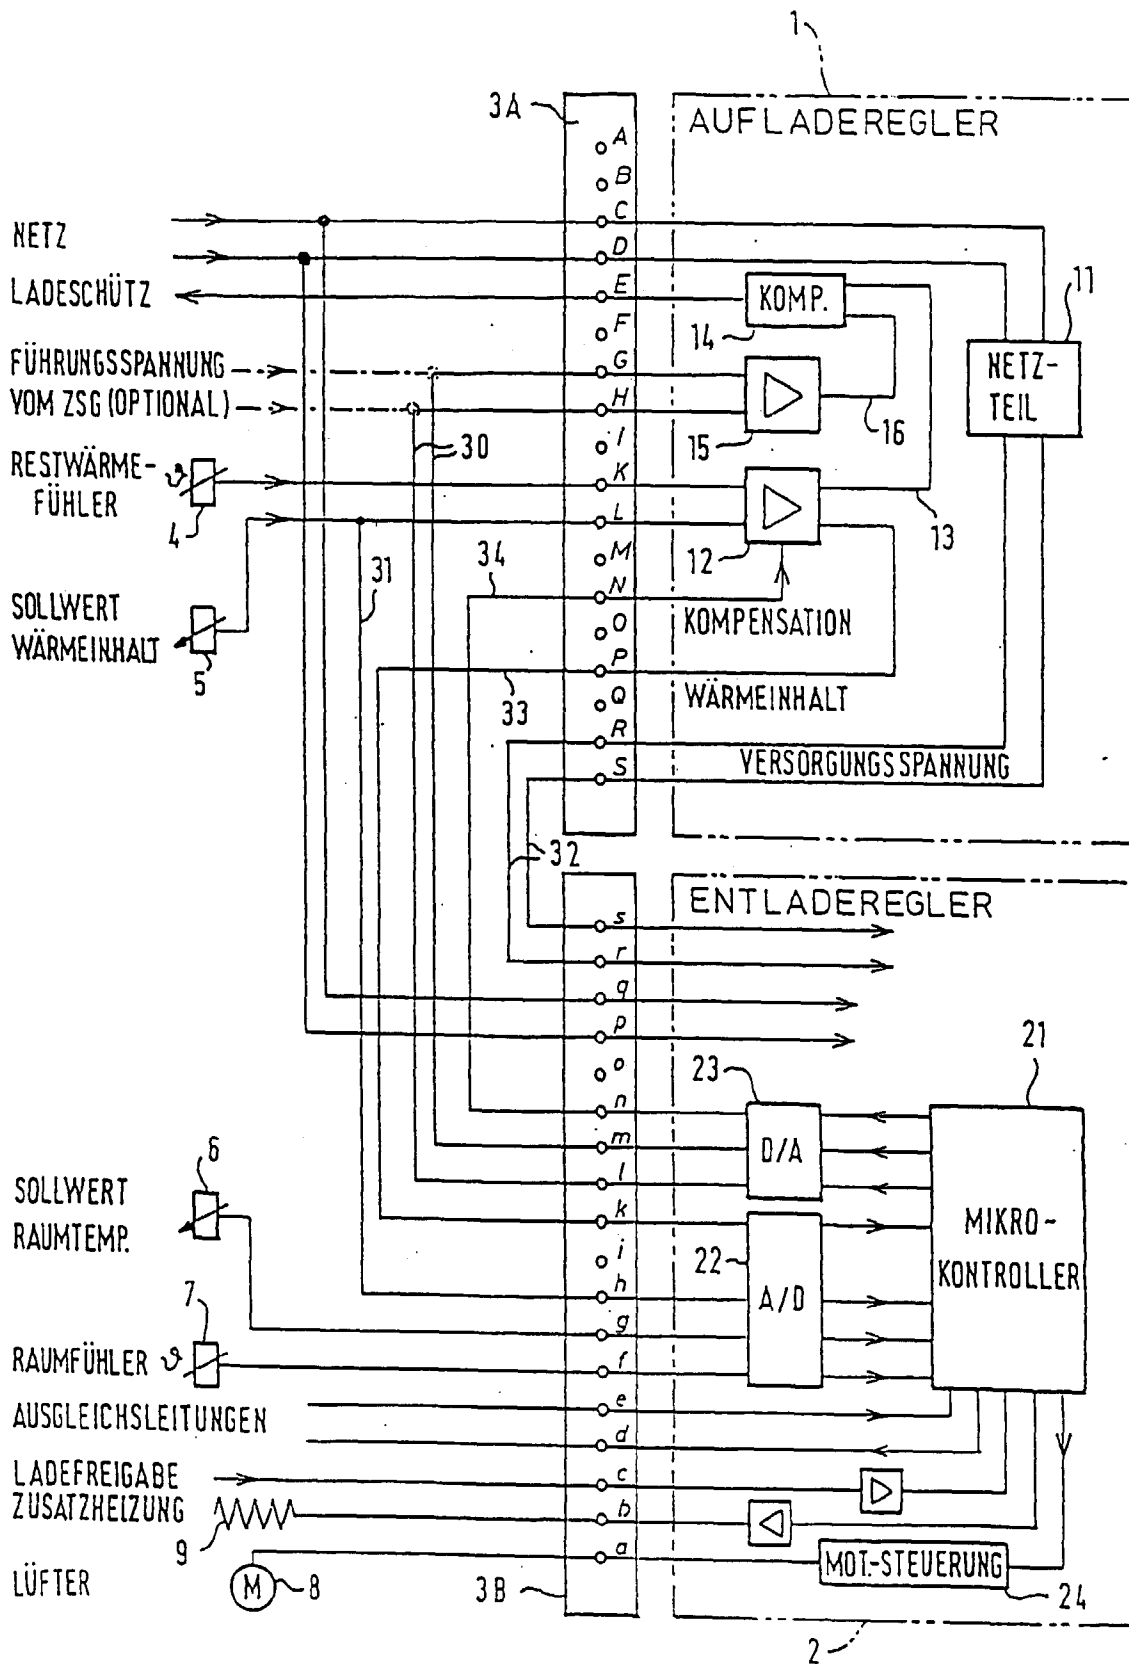 1
3A
AUFLADEREGLER
A
B
C
NETZ
D
LADESCHÜTZ
E
KOMP.
11
F
14
FÜHRUNGSSPANNUNG
G
NETZ-
TEIL
VOM ZSG (OPTIONAL)
H
15
16
I
30
RESTWÄRME-
FÜHLER
ϑ
K
4
L
12
13
M
31
34
N
SOLLWERT
WÄRMEINHALT
O
KOMPENSATION
5
P
33
Q
WÄRMEINHALT
R
VERSORGUNGSSPANNUNG
S
32
ENTLADEREGLER
s
r
q
p
21
o
23
n
6
m
D/A
SOLLWERT
RAUMTEMP.
l
k
MIKRO-
KONTROLLER
i
22
h
A/D
7
g
RAUMFÜHLER ϑ
f
e
AUSGLEICHSLEITUNGEN
d
LADEFREIGABE
c
ZUSATZHEIZUNG
b
9
a
MOT.-STEUERUNG
LÜFTER
M
8
3B
24
2